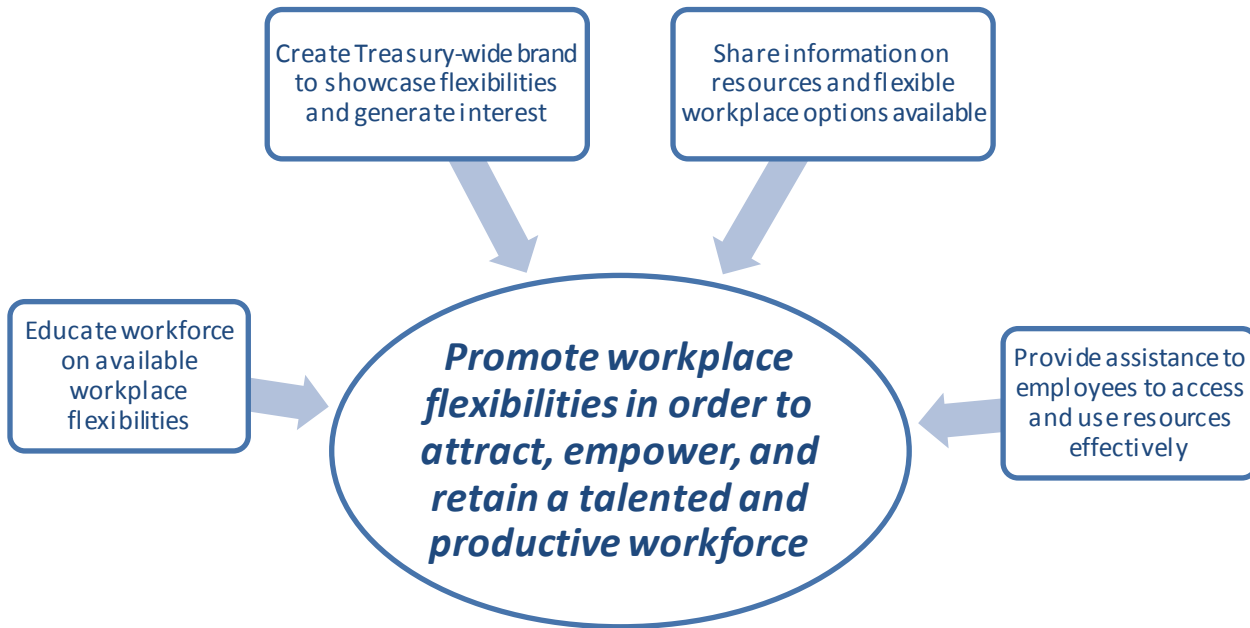 Create Treasury-wide brand
to showcase flexibilities
and generate interest
Share information on
resources and flexible
workplace options available
Educate workforce
on available
workplace
flexibilities
Promote workplace
flexibilities in order to
attract, empower, and
retain a talented and
productive workforce
Provide assistance to
employees to access
and use resources
effectively